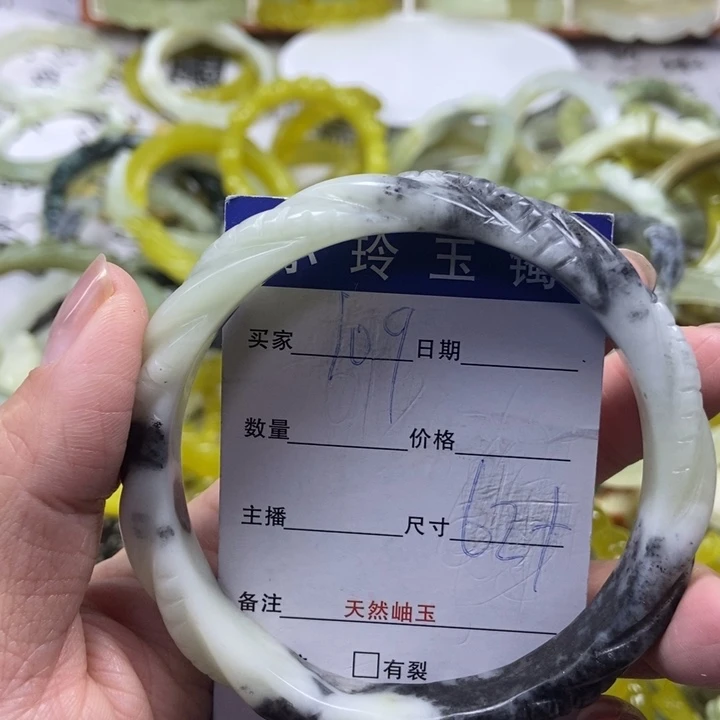 小玲玉镯
买家 109 日期
数量 价格
主播 尺寸 62+
备注 天然岫玉
□有裂